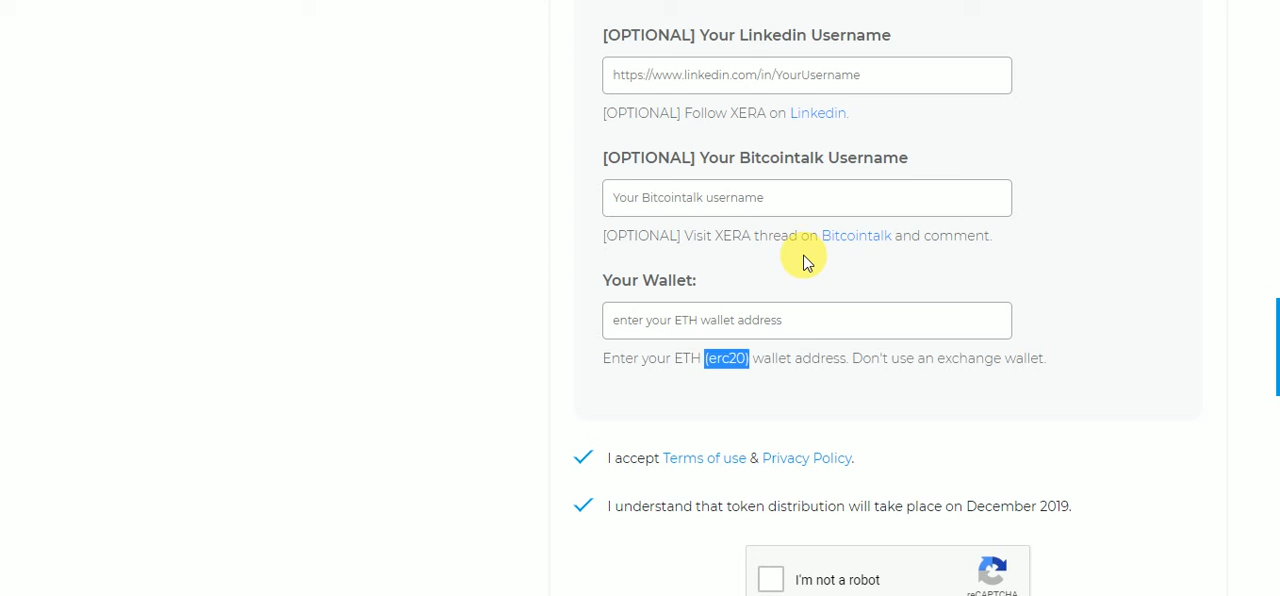 [OPTIONAL] Your Linkedin Username
https://www.linkedin.com/in/YourUsername
[OPTIONAL] Follow XERA on Linkedin.
[OPTIONAL] Your Bitcointalk Username
Your Bitcointalk username
[OPTIONAL] Visit XERA thread on Bitcointalk and comment.
Your Wallet:
enter your ETH wallet address
Enter your ETH (erc20) wallet address. Don't use an exchange wallet.
I accept Terms of use & Privacy Policy.
I understand that token distribution will take place on December 2019.
I'm not a robot
reCAPTCHA